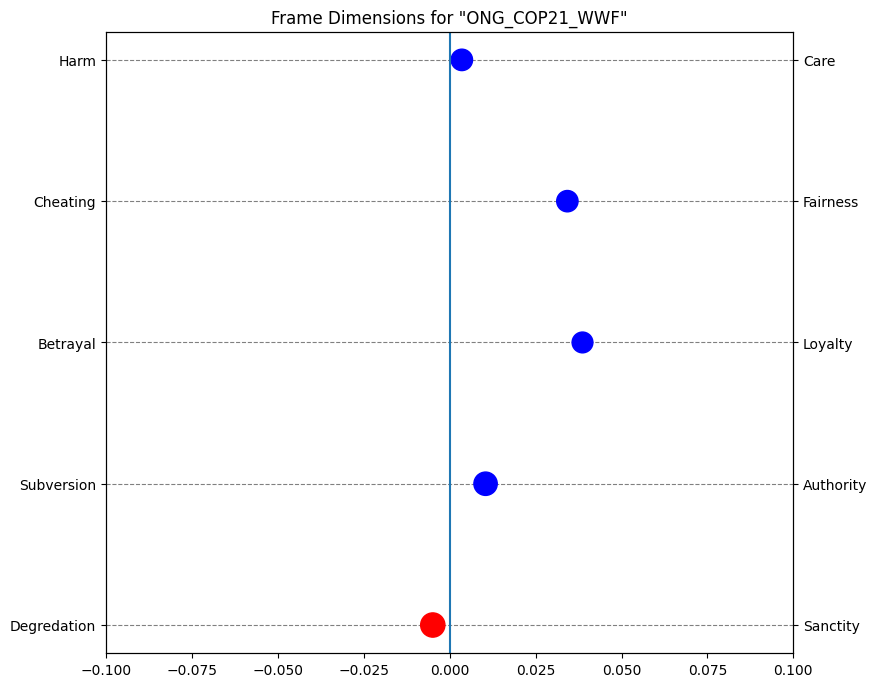 Frame Dimensions for "ONG_COP21_WWF"
Harm
Care
Cheating
Fairness
Betrayal
Loyalty
Subversion
Authority
Degredation
Sanctity
−0.100 −0.075 −0.050 −0.025 0.000 0.025 0.050 0.075 0.100